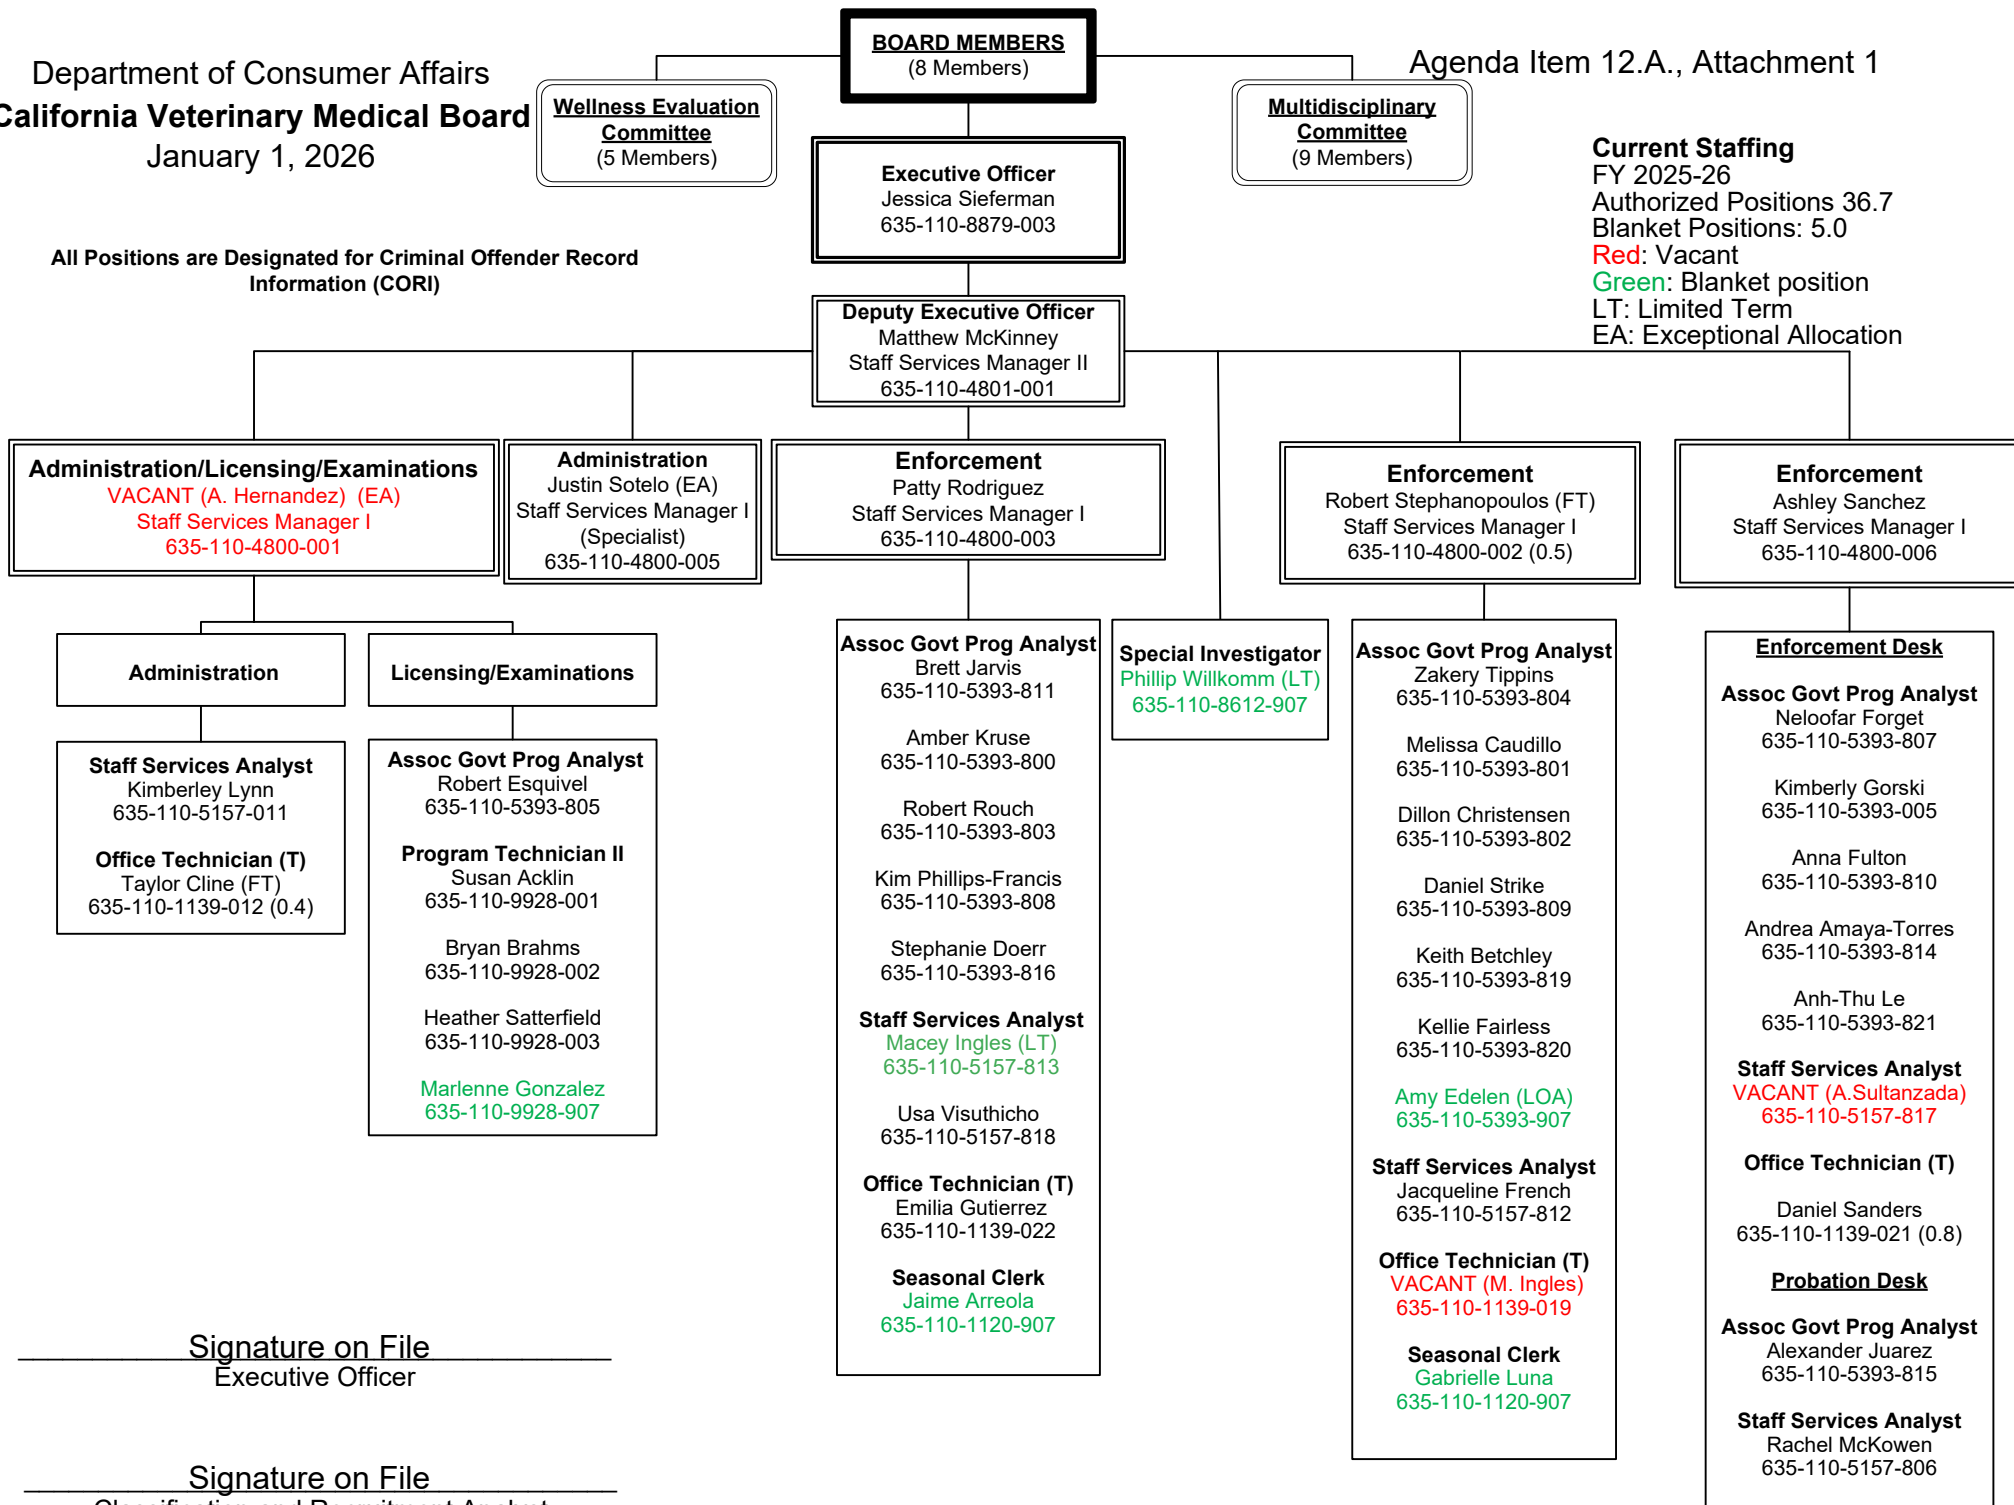 Department of Consumer Affairs
California Veterinary Medical Board
January 1, 2026
All Positions are Designated for Criminal Offender Record
Information (CORI)
BOARD MEMBERS
(8 Members)
Wellness Evaluation
Committee
(5 Members)
Multidisciplinary
Committee
(9 Members)
Agenda Item 12.A., Attachment 1
Current Staffing
FY 2025-26
Authorized Positions 36.7
Blanket Positions: 5.0
Red: Vacant
Green: Blanket position
LT: Limited Term
EA: Exceptional Allocation
Executive Officer
Jessica Sieferman
635-110-8879-003
Deputy Executive Officer
Matthew McKinney
Staff Services Manager II
635-110-4801-001
Administration/Licensing/Examinations
VACANT (A. Hernandez) (EA)
Staff Services Manager I
635-110-4800-001
Administration
Justin Sotelo (EA)
Staff Services Manager I
(Specialist)
635-110-4800-005
Enforcement
Patty Rodriguez
Staff Services Manager I
635-110-4800-003
Enforcement
Robert Stephanopoulos (FT)
Staff Services Manager I
635-110-4800-002 (0.5)
Enforcement
Ashley Sanchez
Staff Services Manager I
635-110-4800-006
Administration
Staff Services Analyst
Kimberley Lynn
635-110-5157-011
Office Technician (T)
Taylor Cline (FT)
635-110-1139-012 (0.4)
Licensing/Examinations
Assoc Govt Prog Analyst
Robert Esquivel
635-110-5393-805
Program Technician II
Susan Acklin
635-110-9928-001
Bryan Brahms
635-110-9928-002
Heather Satterfield
635-110-9928-003
Marlenne Gonzalez
635-110-9928-907
Assoc Govt Prog Analyst
Brett Jarvis
635-110-5393-811
Amber Kruse
635-110-5393-800
Robert Rouch
635-110-5393-803
Kim Phillips-Francis
635-110-5393-808
Stephanie Doerr
635-110-5393-816
Staff Services Analyst
Macey Ingles (LT)
635-110-5157-813
Usa Visuthicho
635-110-5157-818
Office Technician (T)
Emilia Gutierrez
635-110-1139-022
Seasonal Clerk
Jaime Arreola
635-110-1120-907
Special Investigator
Phillip Willkomm (LT)
635-110-8612-907
Assoc Govt Prog Analyst
Zakery Tippins
635-110-5393-804
Melissa Caudillo
635-110-5393-801
Dillon Christensen
635-110-5393-802
Daniel Strike
635-110-5393-809
Keith Betchley
635-110-5393-819
Kellie Fairless
635-110-5393-820
Amy Edelen (LOA)
635-110-5393-907
Staff Services Analyst
Jacqueline French
635-110-5157-812
Office Technician (T)
VACANT (M. Ingles)
635-110-1139-019
Seasonal Clerk
Gabrielle Luna
635-110-1120-907
Enforcement Desk
Assoc Govt Prog Analyst
Neloofar Forget
635-110-5393-807
Kimberly Gorski
635-110-5393-005
Anna Fulton
635-110-5393-810
Andrea Amaya-Torres
635-110-5393-814
Anh-Thu Le
635-110-5393-821
Staff Services Analyst
VACANT (A.Sultanzada)
635-110-5157-817
Office Technician (T)
Daniel Sanders
635-110-1139-021 (0.8)
Probation Desk
Assoc Govt Prog Analyst
Alexander Juarez
635-110-5393-815
Staff Services Analyst
Rachel McKowen
635-110-5157-806
Signature on File
Executive Officer
Signature on File
Classification and Recruitment Analyst